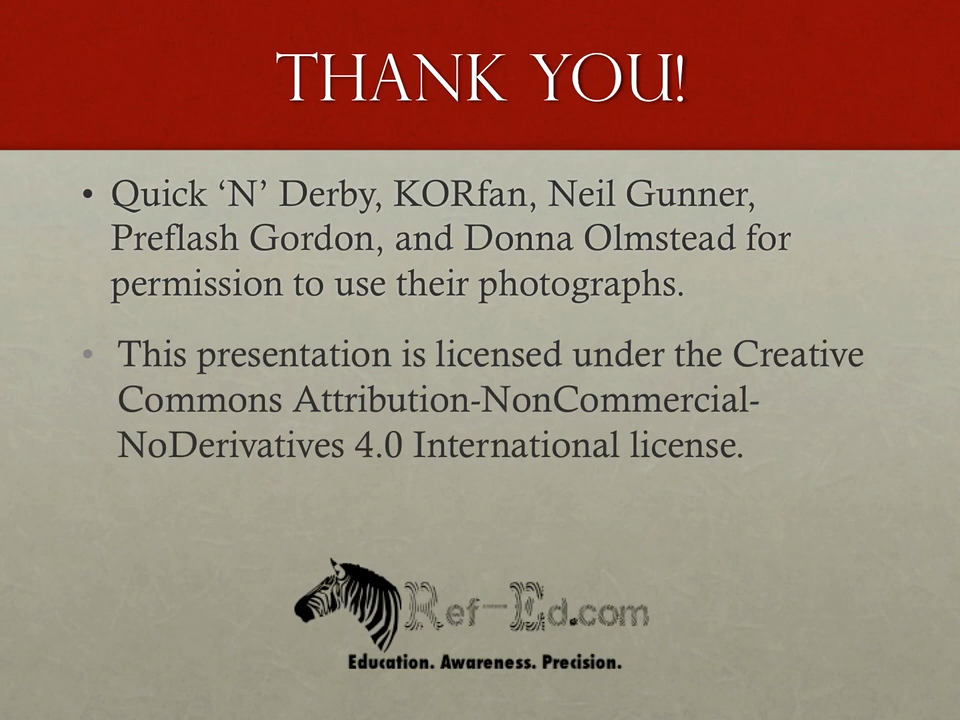 THANK YOU!
• Quick ‘N’ Derby, KORfan, Neil Gunner,
Preflash Gordon, and Donna Olmstead for
permission to use their photographs.
• This presentation is licensed under the Creative
Commons Attribution-NonCommercial-
NoDerivatives 4.0 International license.
Ref-Ed.com
Education. Awareness. Precision.